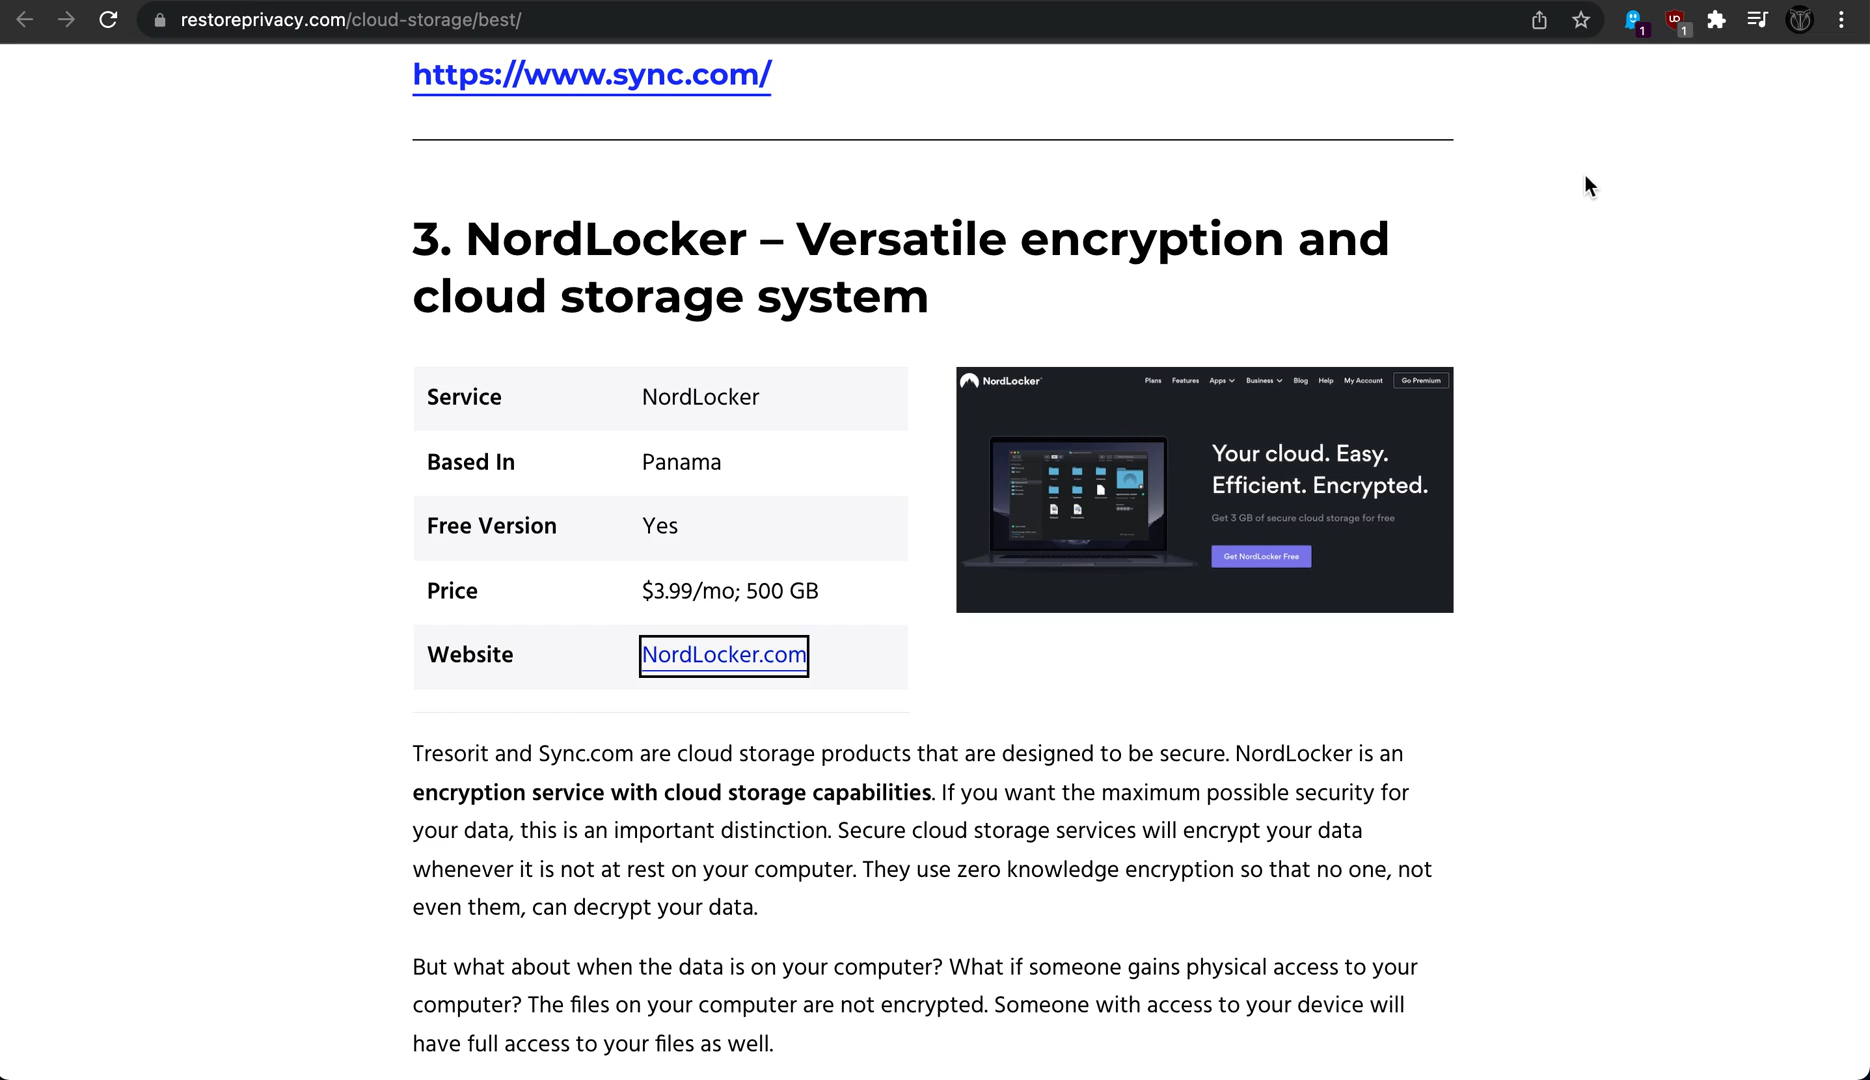 restoreprivacy.com/cloud-storage/best/
1
1
https://www.sync.com/
3. NordLocker – Versatile encryption and
cloud storage system
Service NordLocker
Based In Panama
Free Version Yes
Price $3.99/mo; 500 GB
Website NordLocker.com
NordLocker
Plans Features Apps Business Blog Help My Account Go Premium
Your cloud. Easy.
Efficient. Encrypted.
Get 3 GB of secure cloud storage for free
Get NordLocker Free
Tresorit and Sync.com are cloud storage products that are designed to be secure. NordLocker is an
encryption service with cloud storage capabilities. If you want the maximum possible security for
your data, this is an important distinction. Secure cloud storage services will encrypt your data
whenever it is not at rest on your computer. They use zero knowledge encryption so that no one, not
even them, can decrypt your data.
But what about when the data is on your computer? What if someone gains physical access to your
computer? The files on your computer are not encrypted. Someone with access to your device will
have full access to your files as well.